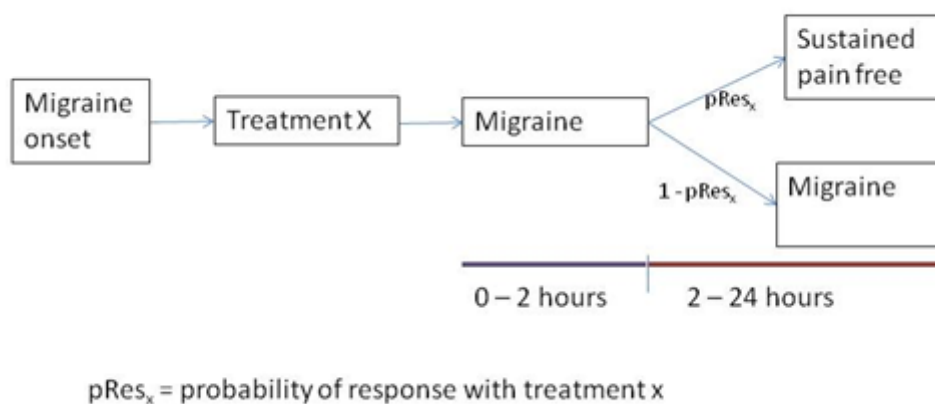 Migraine
onset
Treatment X
Migraine
Sustained
pain free
pResₓ
1 - pResₓ
Migraine
0 – 2 hours
2 – 24 hours
pResₓ = probability of response with treatment x